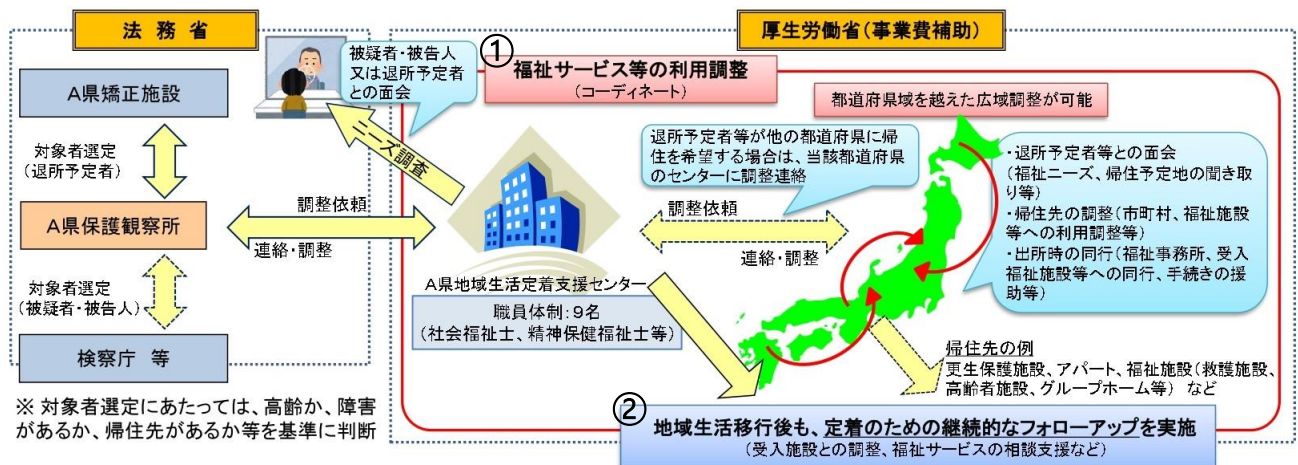 法務省
厚生労働省(事業費補助)
A県矯正施設
対象者選定
(退所予定者)
A県保護観察所
対象者選定
(被疑者・被告人)
検察庁 等
※ 対象者選定にあたっては、高齢か、障害
があるか、帰住先があるか等を基準に判断
被疑者・被告人
又は退所予定者
との面会
ニーズ調査
調整依頼
連絡・調整
①
福祉サービス等の利用調整
(コーディネート)
A県地域生活定着支援センター
職員体制:9名
(社会福祉士、精神保健福祉士等)
都道府県域を越えた広域調整が可能
退所予定者等が他の都道府県に帰
住を希望する場合は、当該都道府県
のセンターに調整連絡
調整依頼
連絡・調整
・退所予定者等との面会
(福祉ニーズ、帰住予定地の聞き取
り等)
・帰住先の調整(市町村、福祉施設
等への利用調整等)
・出所時の同行(福祉事務所、受入
福祉施設等への同行、手続きの援
助等)
帰住先の例
更生保護施設、アパート、福祉施設(救護施設、
高齢者施設、グループホーム等) など
②
地域生活移行後も、定着のための継続的なフォローアップを実施
(受入施設との調整、福祉サービスの相談支援など)